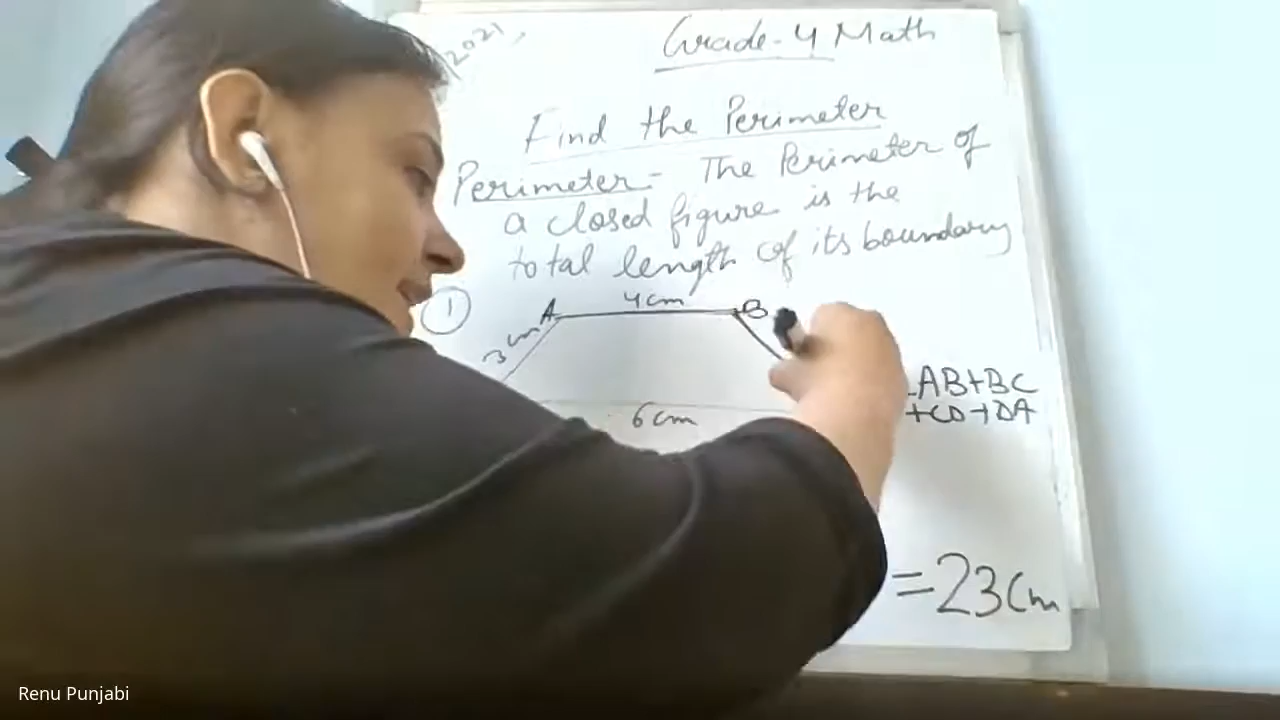 2021
Grade-4 Math
Find the Perimeter
Perimeter - The Perimeter of
a closed figure is the
total length of its boundary
1
A
4cm
B
3cm
6cm
AB+BC
+CD+DA
=23cm
Renu Punjabi